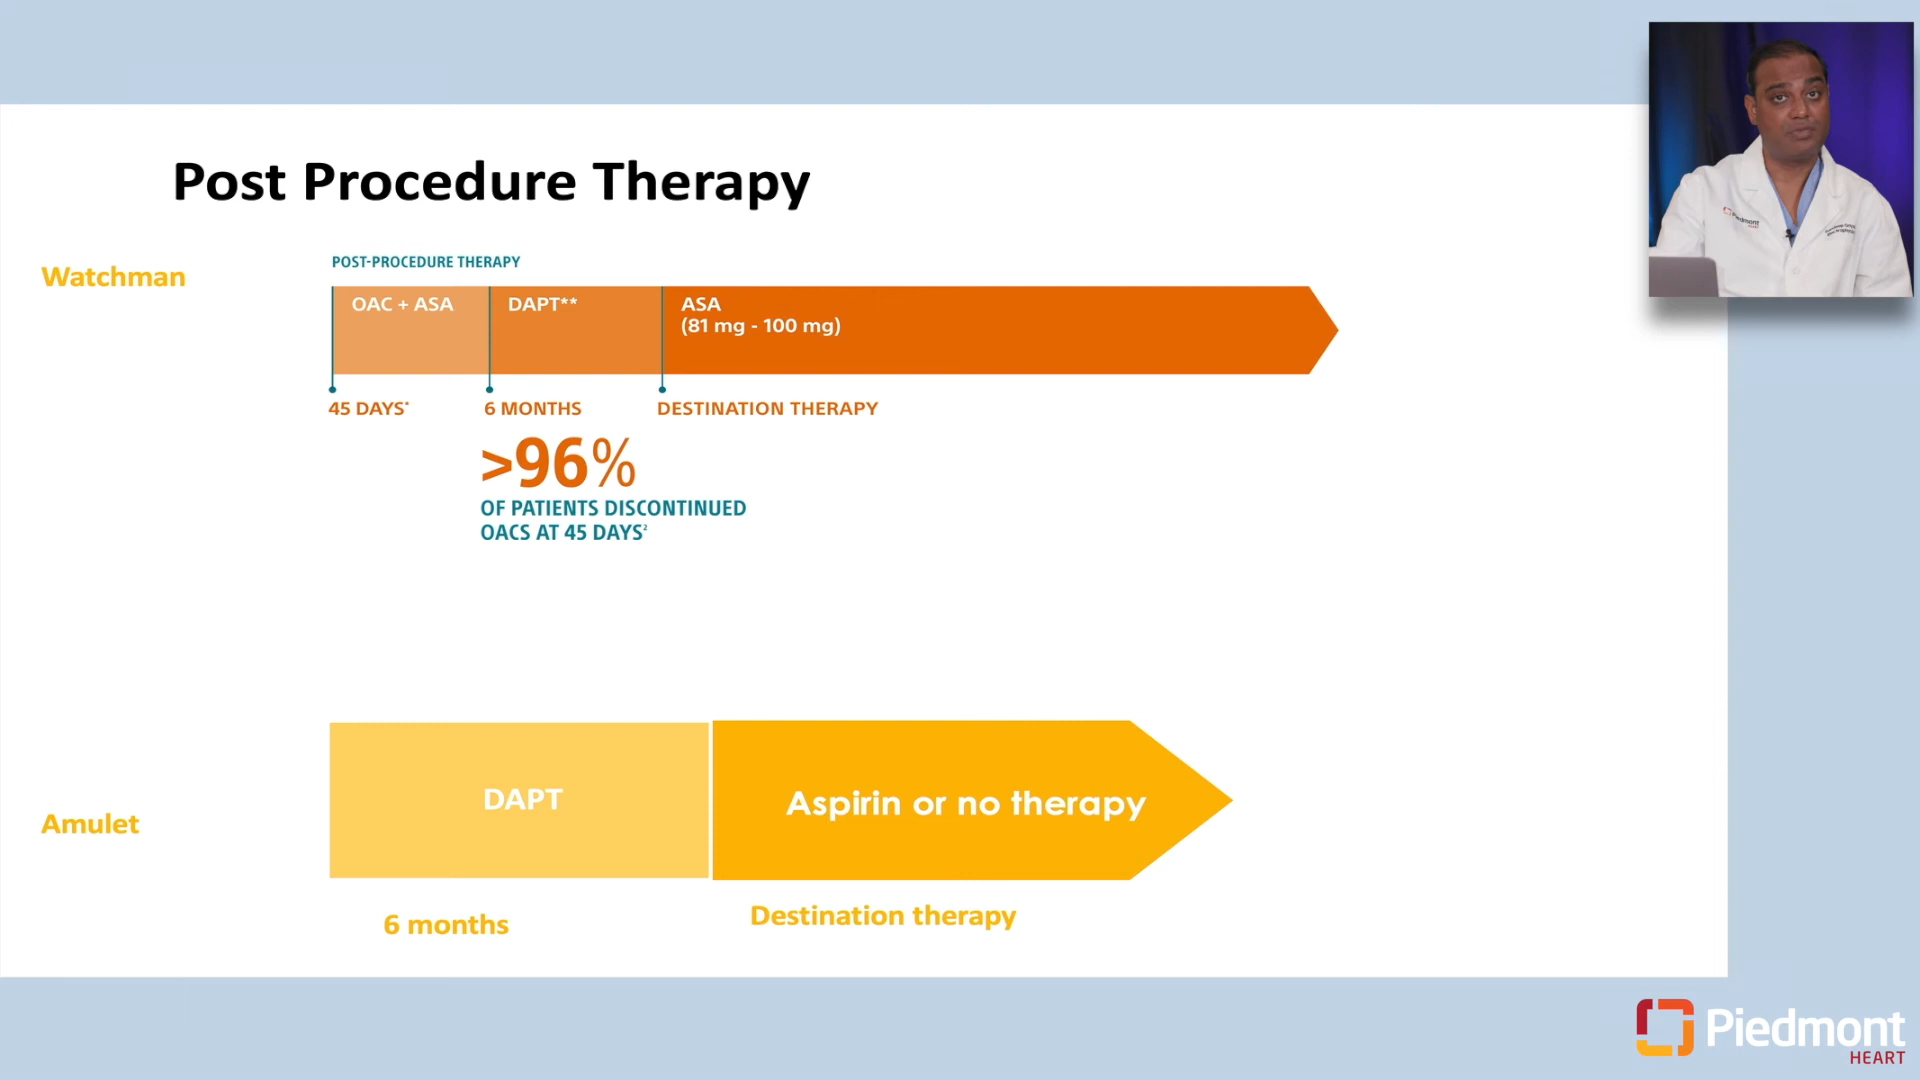 Post Procedure Therapy
Watchman
POST-PROCEDURE THERAPY
OAC + ASA
DAPT**
ASA
(81 mg - 100 mg)
45 DAYS*
6 MONTHS
DESTINATION THERAPY
>96%
OF PATIENTS DISCONTINUED
OACS AT 45 DAYS²
Amulet
DAPT
Aspirin or no therapy
6 months
Destination therapy
Piedmont
HEART
Piedmont
HEART